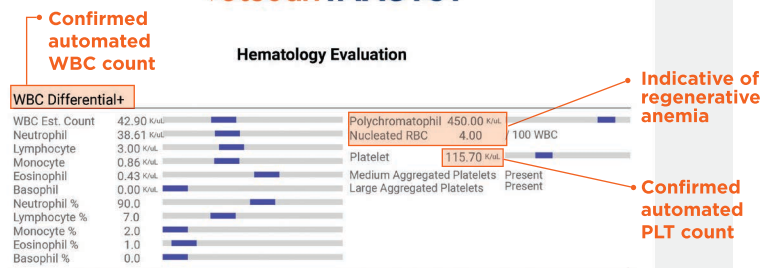 Confirmed
automated
WBC count
Hematology Evaluation
Indicative of
regenerative
anemia
WBC Differential+
WBC Est. Count 42.90 K/uL
Neutrophil 38.61 K/uL
Lymphocyte 3.00 K/uL
Monocyte 0.86 K/uL
Eosinophil 0.43 K/uL
Basophil 0.00 K/uL
Neutrophil % 90.0
Lymphocyte % 7.0
Monocyte % 2.0
Eosinophil % 1.0
Basophil % 0.0
Polychromatophil 450.00 K/uL
Nucleated RBC 4.00 / 100 WBC
Platelet 115.70 K/uL
Medium Aggregated Platelets Present
Large Aggregated Platelets Present
Confirmed
automated
PLT count